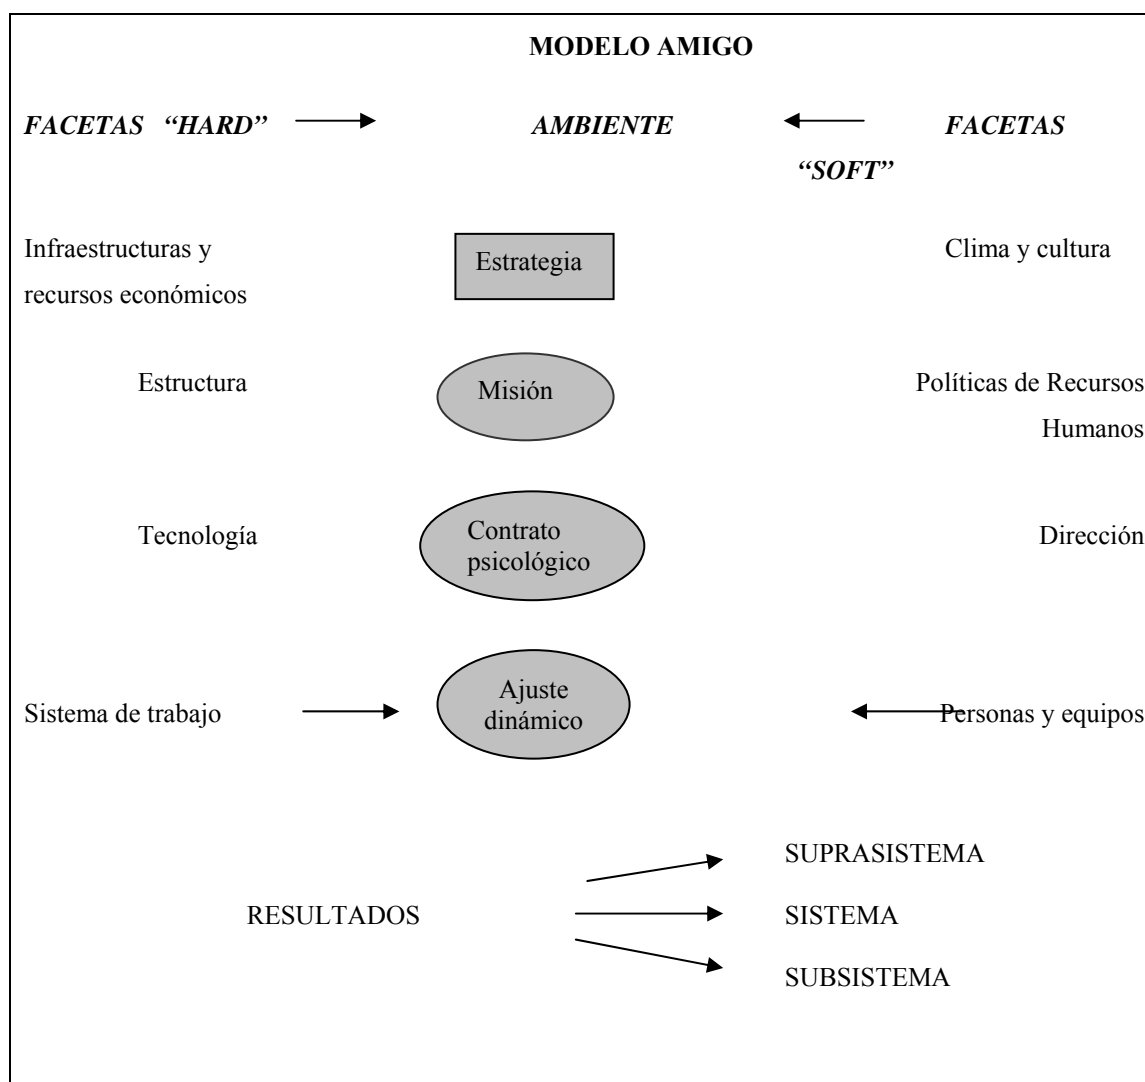 MODELO AMIGO
FACETAS “HARD”
AMBIENTE
FACETAS
“SOFT”
Infraestructuras y
recursos económicos
Estrategia
Clima y cultura
Estructura
Misión
Políticas de Recursos
Humanos
Tecnología
Contrato
psicológico
Dirección
Sistema de trabajo
Ajuste
dinámico
Personas y equipos
RESULTADOS
SUPRASISTEMA
SISTEMA
SUBSISTEMA